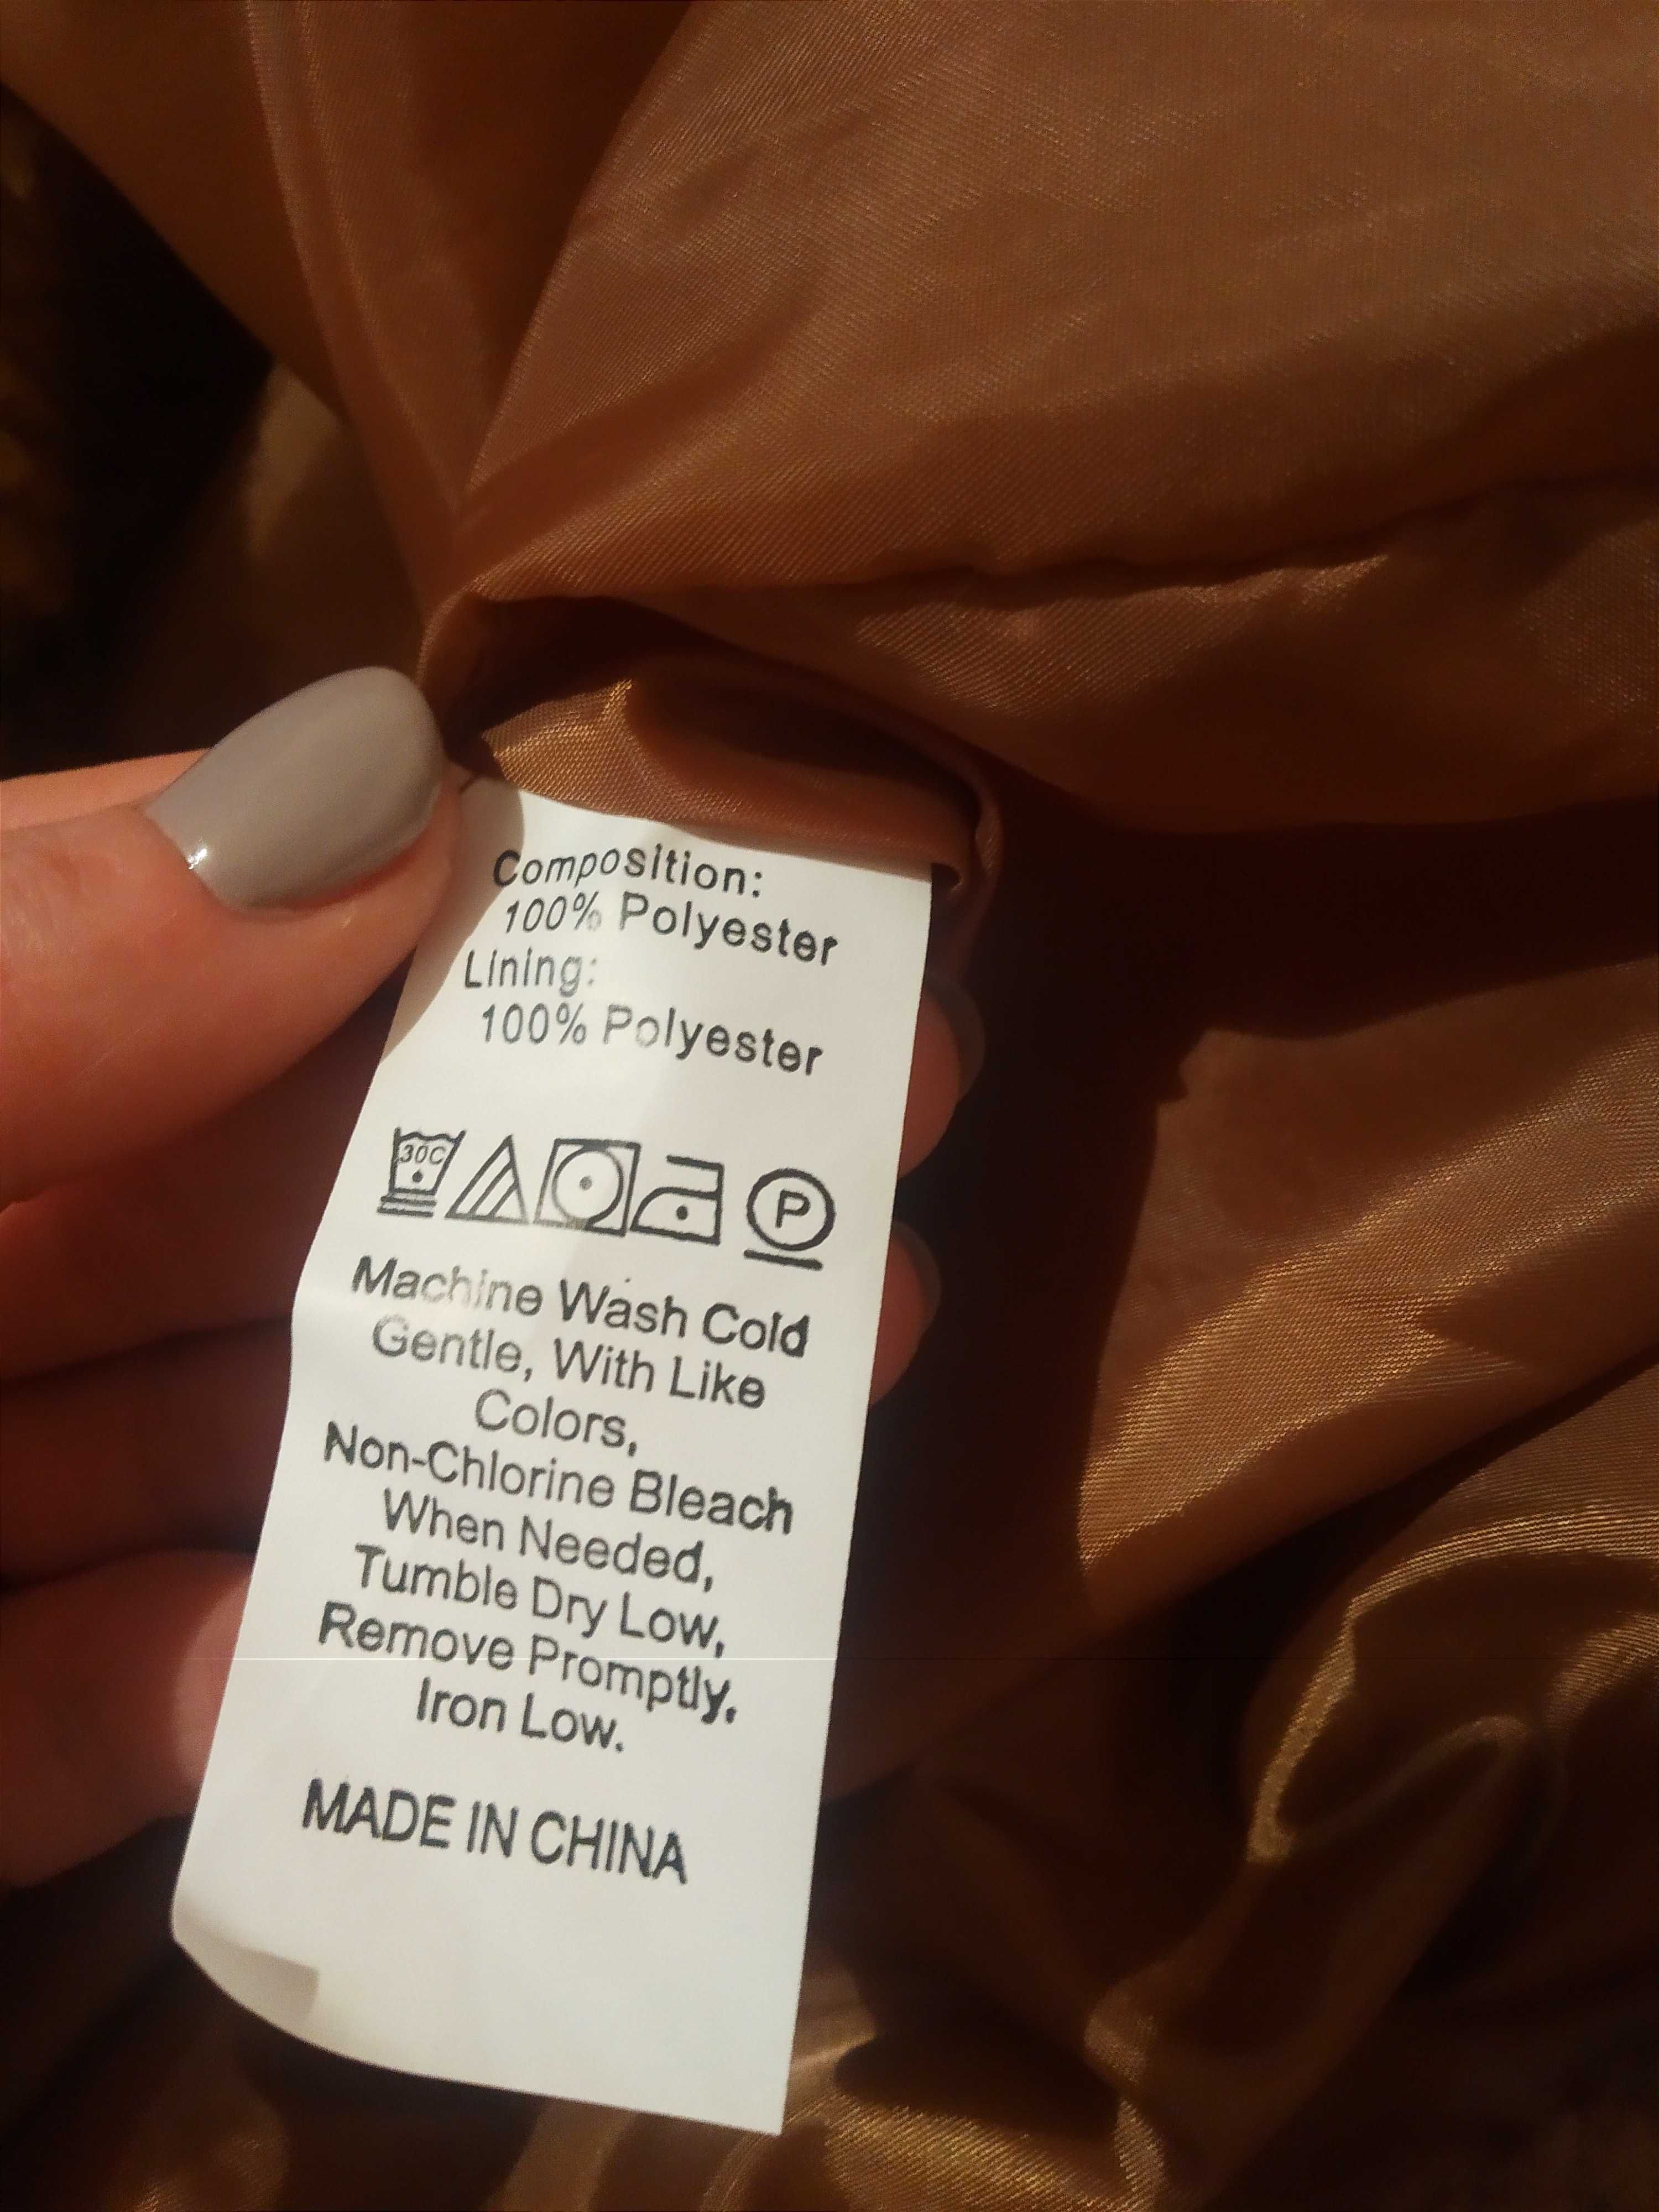 Composition:
100% Polyester
Lining:
100% Polyester
30C P
Machine Wash Cold
Gentle, With Like
Colors,
Non-Chlorine Bleach
When Needed,
Tumble Dry Low,
Remove Promptly,
Iron Low.
MADE IN CHINA